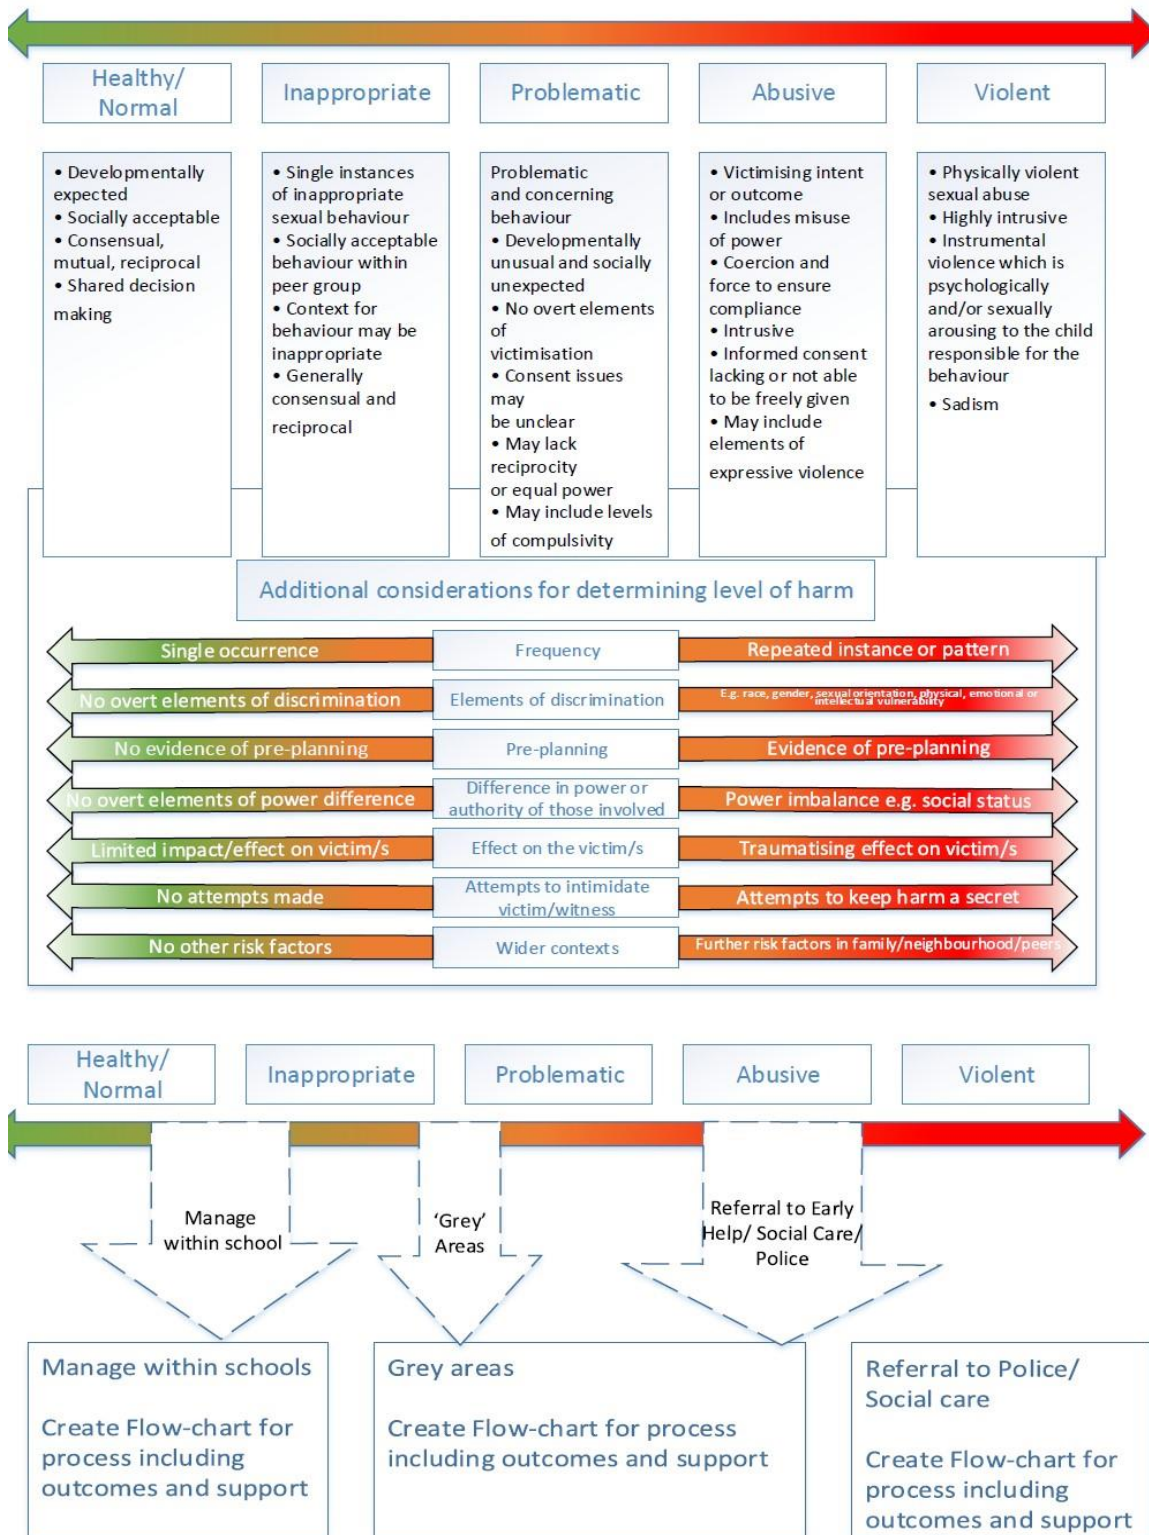 Healthy/
Normal
Inappropriate
Problematic
Abusive
Violent
• Developmentally
expected
• Socially acceptable
• Consensual,
mutual, reciprocal
• Shared decision
making
• Single instances
of inappropriate
sexual behaviour
• Socially acceptable
behaviour within
peer group
• Context for
behaviour may be
inappropriate
• Generally
consensual and
reciprocal
Problematic
and concerning
behaviour
• Developmentally
unusual and socially
unexpected
• No overt elements
of
victimisation
• Consent issues
may
be unclear
• May lack
reciprocity
or equal power
• May include levels
of compulsivity
• Victimising intent
or outcome
• Includes misuse
of power
• Coercion and
force to ensure
compliance
• Intrusive
• Informed consent
lacking or not able
to be freely given
• May include
elements of
expressive violence
• Physically violent
sexual abuse
• Highly intrusive
• Instrumental
violence which is
psychologically
and/or sexually
arousing to the child
responsible for the
behaviour
• Sadism
Additional considerations for determining level of harm
Single occurrence
Frequency
Repeated instance or pattern
No overt elements of discrimination
Elements of discrimination
E.g. race, gender, sexual orientation, physical, emotional or
intellectual vulnerability
No evidence of pre-planning
Pre-planning
Evidence of pre-planning
No overt elements of power difference
Difference in power or
authority of those involved
Power imbalance e.g. social status
Limited impact/effect on victim/s
Effect on the victim/s
Traumatising effect on victim/s
No attempts made
Attempts to intimidate
victim/witness
Attempts to keep harm a secret
No other risk factors
Wider contexts
Further risk factors in family/neighbourhood/peers
Healthy/
Normal
Inappropriate
Problematic
Abusive
Violent
Manage
within school
‘Grey’
Areas
Referral to Early
Help/ Social Care/
Police
Manage within schools
Create Flow-chart for
process including
outcomes and support
Grey areas
Create Flow-chart for process
including outcomes and support
Referral to Police/
Social care
Create Flow-chart for
process including
outcomes and support